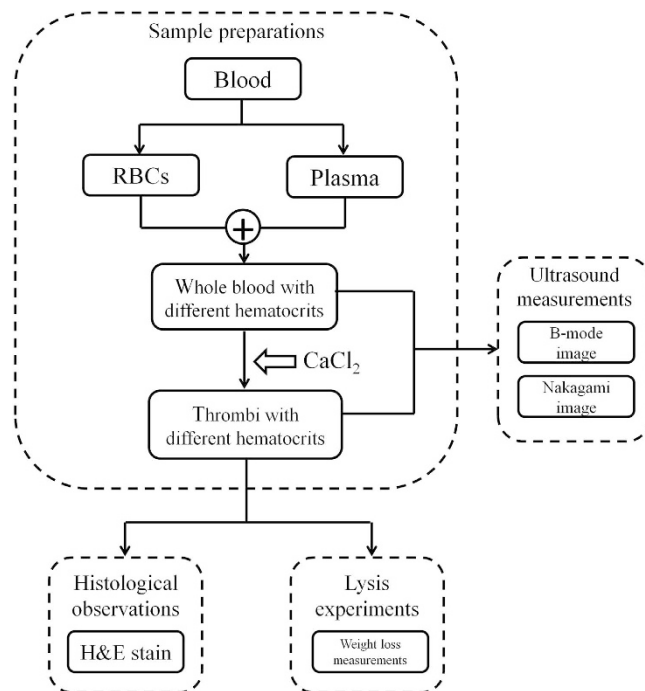 Sample preparations
Blood
RBCs
Plasma
+
Whole blood with
different hematocrits
CaCl₂
Thrombi with
different hematocrits
Ultrasound
measurements
B-mode
image
Nakagami
image
Histological
observations
H&E stain
Lysis
experiments
Weight loss
measurements